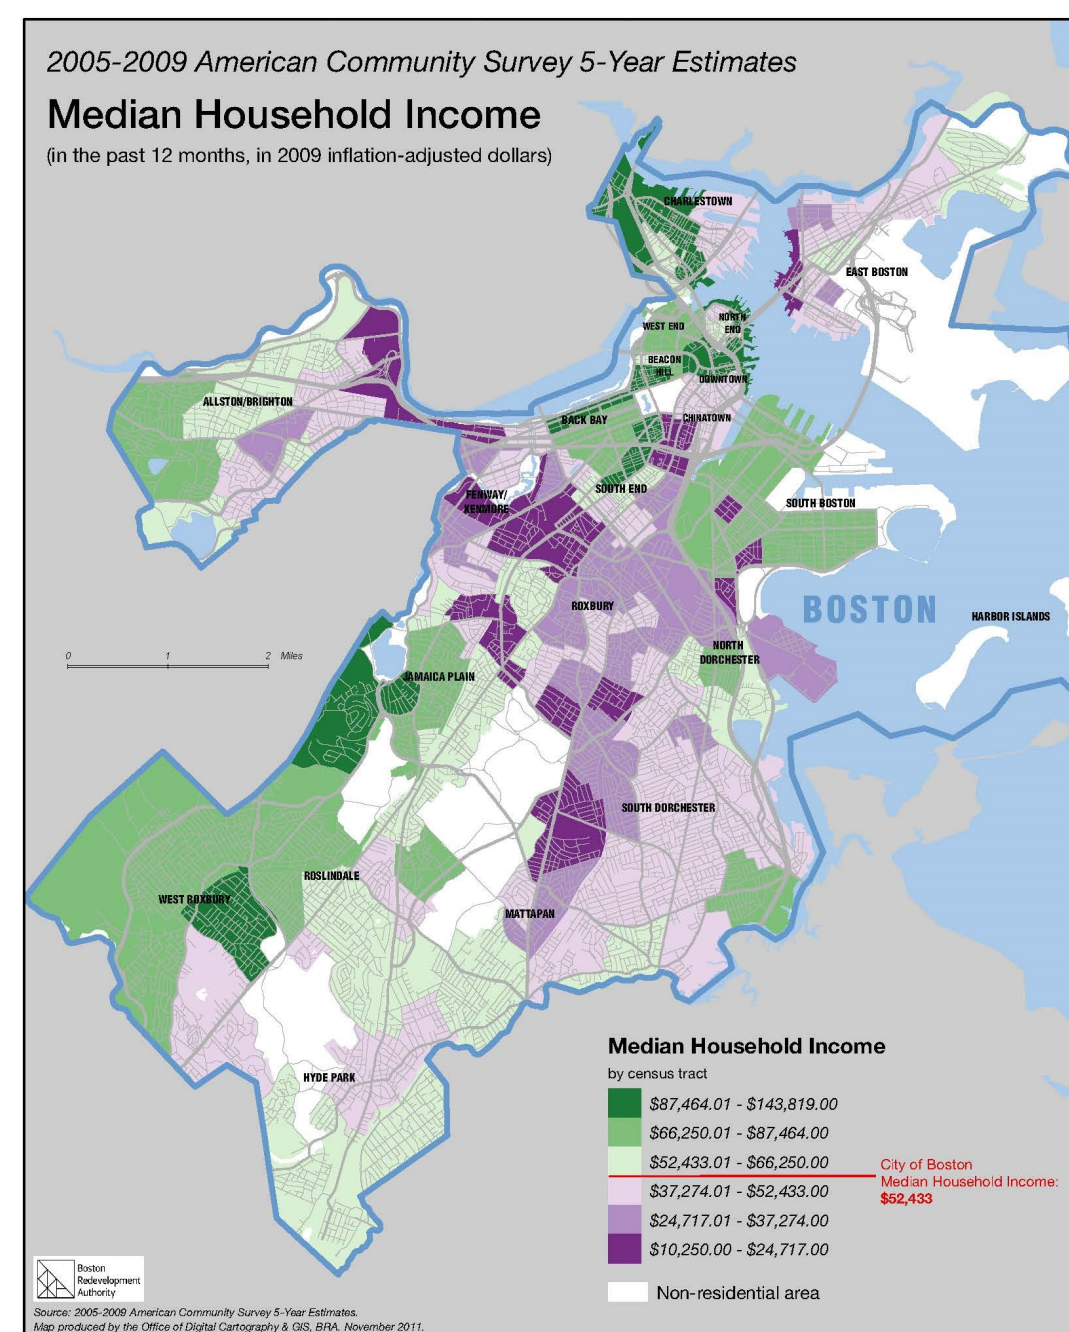 2005-2009 American Community Survey 5-Year Estimates
Median Household Income
(in the past 12 months, in 2009 inflation-adjusted dollars)
CHARLESTOWN
EAST BOSTON
WEST END
NORTH
END
BEACON
HILL
DOWNTOWN
ALLSTON/BRIGHTON
BACK BAY
CHINATOWN
SOUTH END
FENWAY/
KENMORE
SOUTH BOSTON
ROXBURY
BOSTON
HARBOR ISLANDS
NORTH
DORCHESTER
0 1 2 Miles
JAMAICA PLAIN
SOUTH DORCHESTER
ROSLINDALE
WEST ROXBURY
MATTAPAN
HYDE PARK
Median Household Income
by census tract
$87,464.01 - $143,819.00
$66,250.01 - $87,464.00
$52,433.01 - $66,250.00
$37,274.01 - $52,433.00
$24,717.01 - $37,274.00
$10,250.00 - $24,717.00
Non-residential area
City of Boston
Median Household Income:
$52,433
Boston
Redevelopment
Authority
Source: 2005-2009 American Community Survey 5-Year Estimates.
Map produced by the Office of Digital Cartography & GIS, BRA. November 2011.